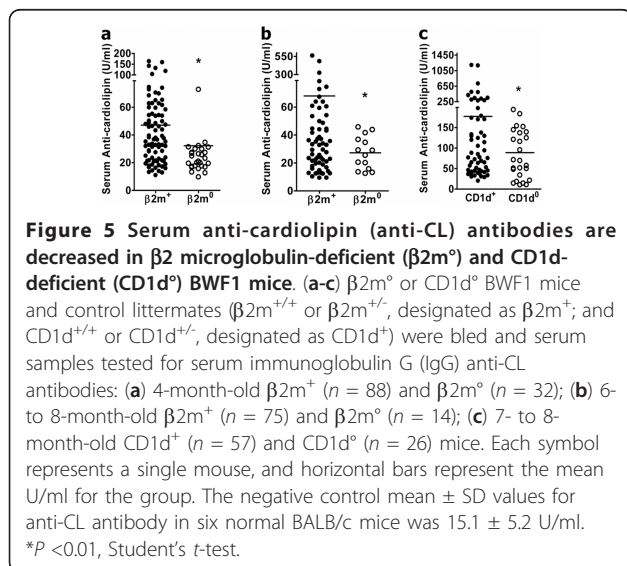 a b c
Serum Anti-cardiolipin (U/ml)
200
150
100
60
40
20
0
*
β2m⁺ β2m⁰
Serum Anti-cardiolipin (U/ml)
550
300
60
40
20
0
*
β2m⁺ β2m⁰
Serum Anti-cardiolipin (U/ml)
1450
1050
650
250
150
100
50
0
*
CD1d⁺ CD1d⁰
Figure 5 Serum anti-cardiolipin (anti-CL) antibodies are
decreased in β2 microglobulin-deficient (β2m°) and CD1d-
deficient (CD1d°) BWF1 mice. (a-c) β2m° or CD1d° BWF1 mice
and control littermates (β2m⁺/⁺ or β2m⁺/⁻, designated as β2m⁺; and
CD1d⁺/⁺ or CD1d⁺/⁻, designated as CD1d⁺) were bled and serum
samples tested for serum immunoglobulin G (IgG) anti-CL
antibodies: (a) 4-month-old β2m⁺ (n = 88) and β2m° (n = 32); (b) 6-
to 8-month-old β2m⁺ (n = 75) and β2m° (n = 14); (c) 7- to 8-
month-old CD1d⁺ (n = 57) and CD1d° (n = 26) mice. Each symbol
represents a single mouse, and horizontal bars represent the mean
U/ml for the group. The negative control mean ± SD values for
anti-CL antibody in six normal BALB/c mice was 15.1 ± 5.2 U/ml.
*P <0.01, Student's t-test.